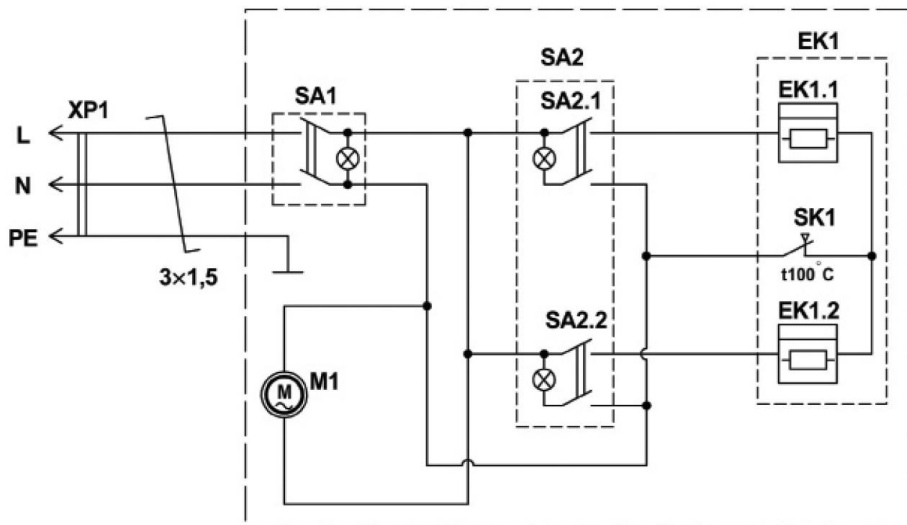 EK1
SA2
SA1
SA2.1
EK1.1
XP1
L
N
SK1
PE
t100°C
3×1,5
SA2.2
EK1.2
M
M1